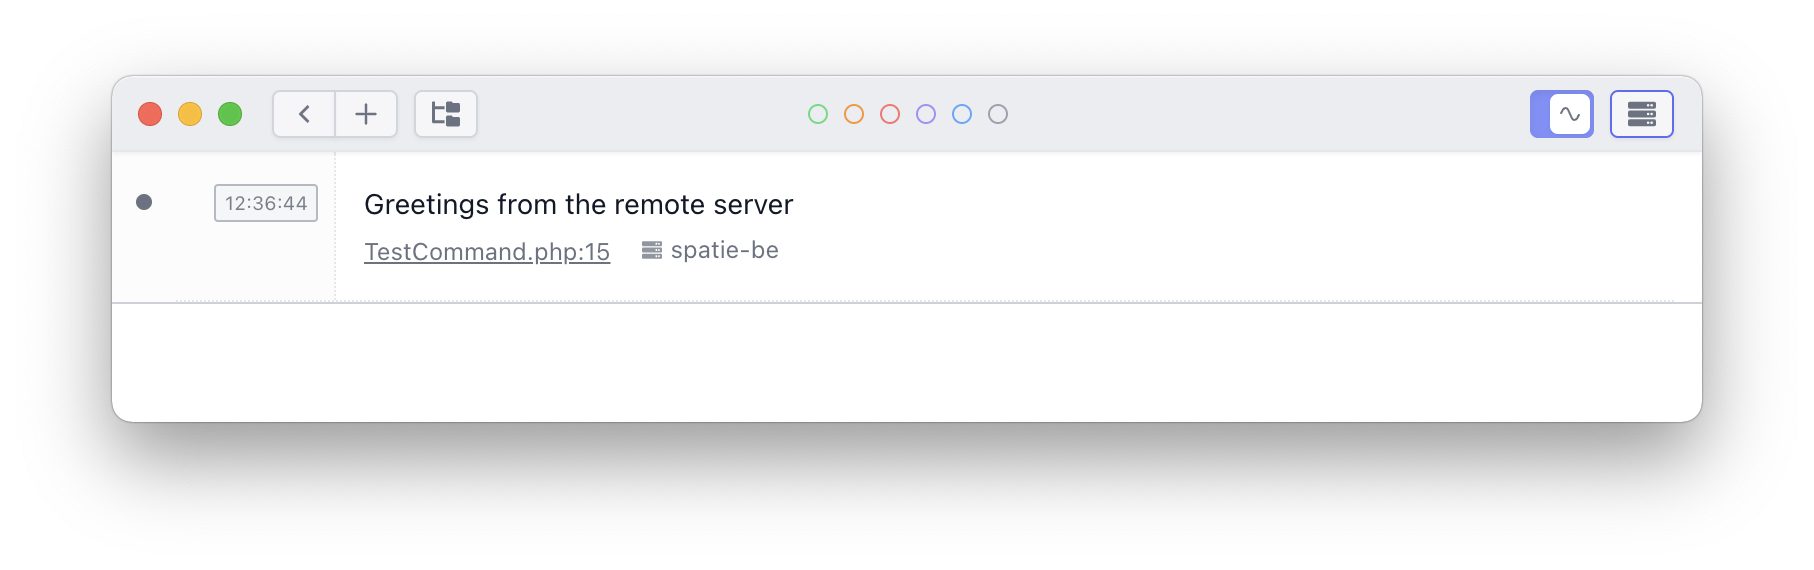 12:36:44
Greetings from the remote server
TestCommand.php:15 spatie-be